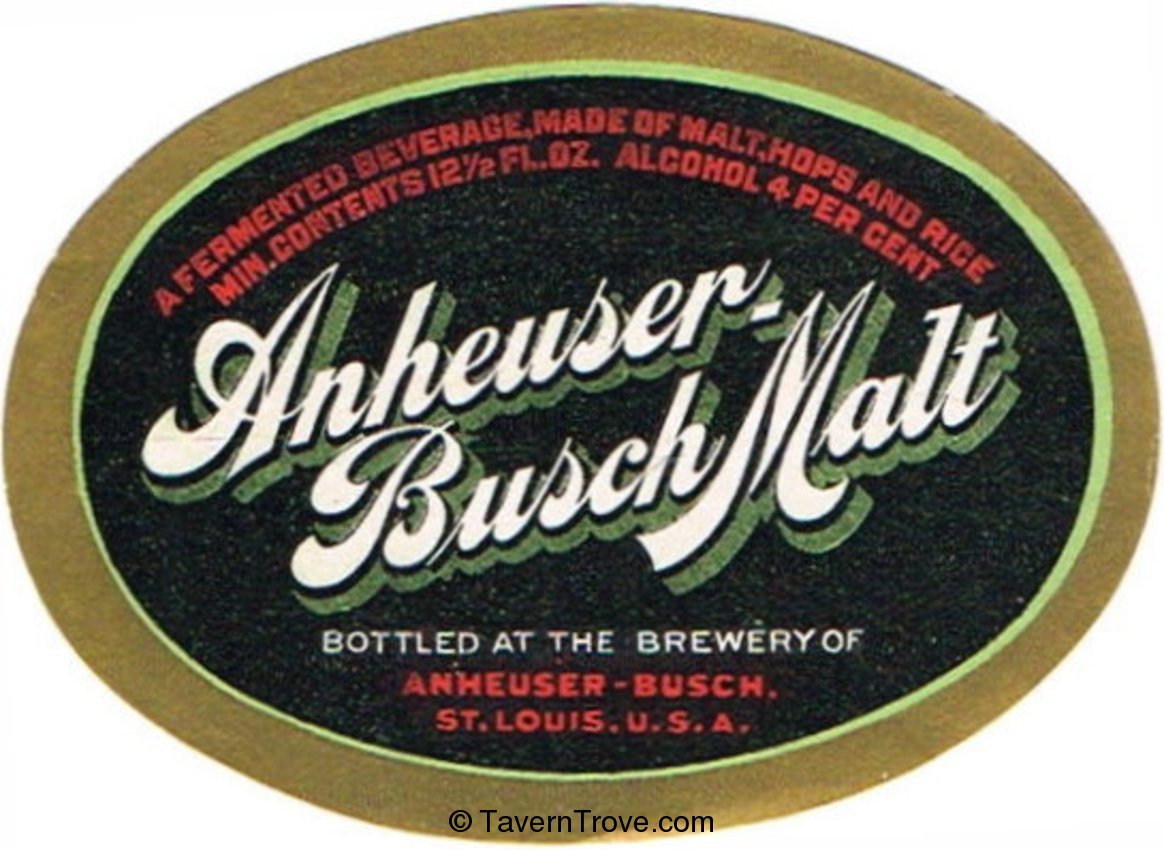 A FERMENTED BEVERAGE, MADE OF MALT, HOPS AND RICE
MIN. CONTENTS 12½ FL. OZ. ALCOHOL 4 PER CENT
Anheuser-
Busch Malt
BOTTLED AT THE BREWERY OF
ANHEUSER-BUSCH.
ST. LOUIS. U. S. A.
© TavernTrove.com